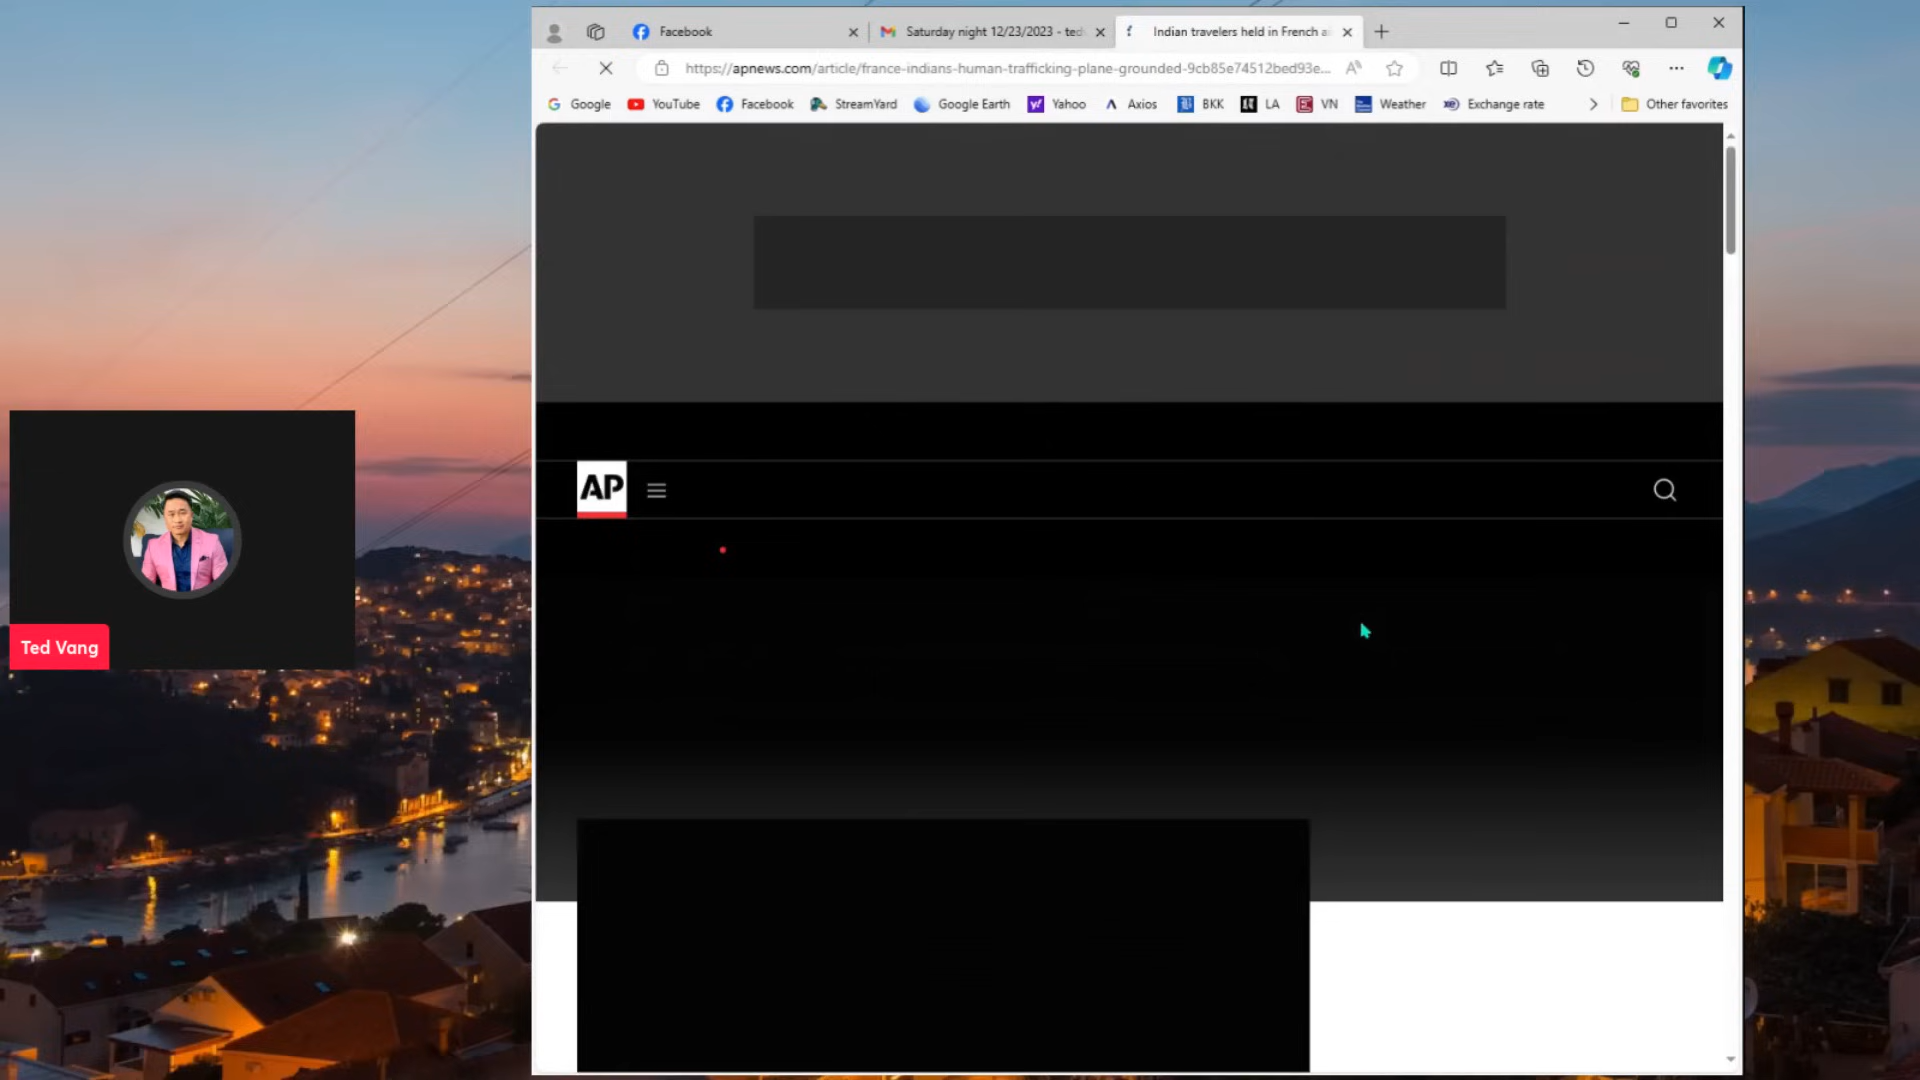 Facebook
Saturday night 12/23/2023 - ted
Indian travelers held in French a
https://apnews.com/article/france-indians-human-trafficking-plane-grounded-9cb85e74512bed93e...
Google
YouTube
Facebook
StreamYard
Google Earth
Yahoo
Axios
BKK
LA
VN
Weather
Exchange rate
Other favorites
AP
Ted Vang